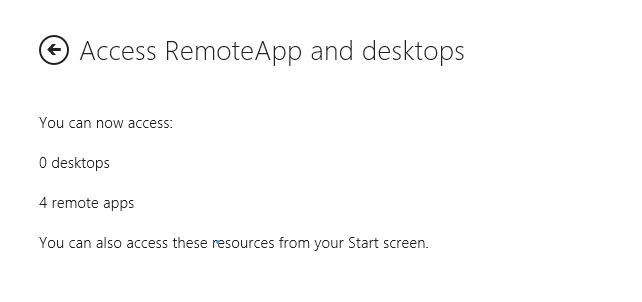 Access RemoteApp and desktops
You can now access:
0 desktops
4 remote apps
You can also access these resources from your Start screen.